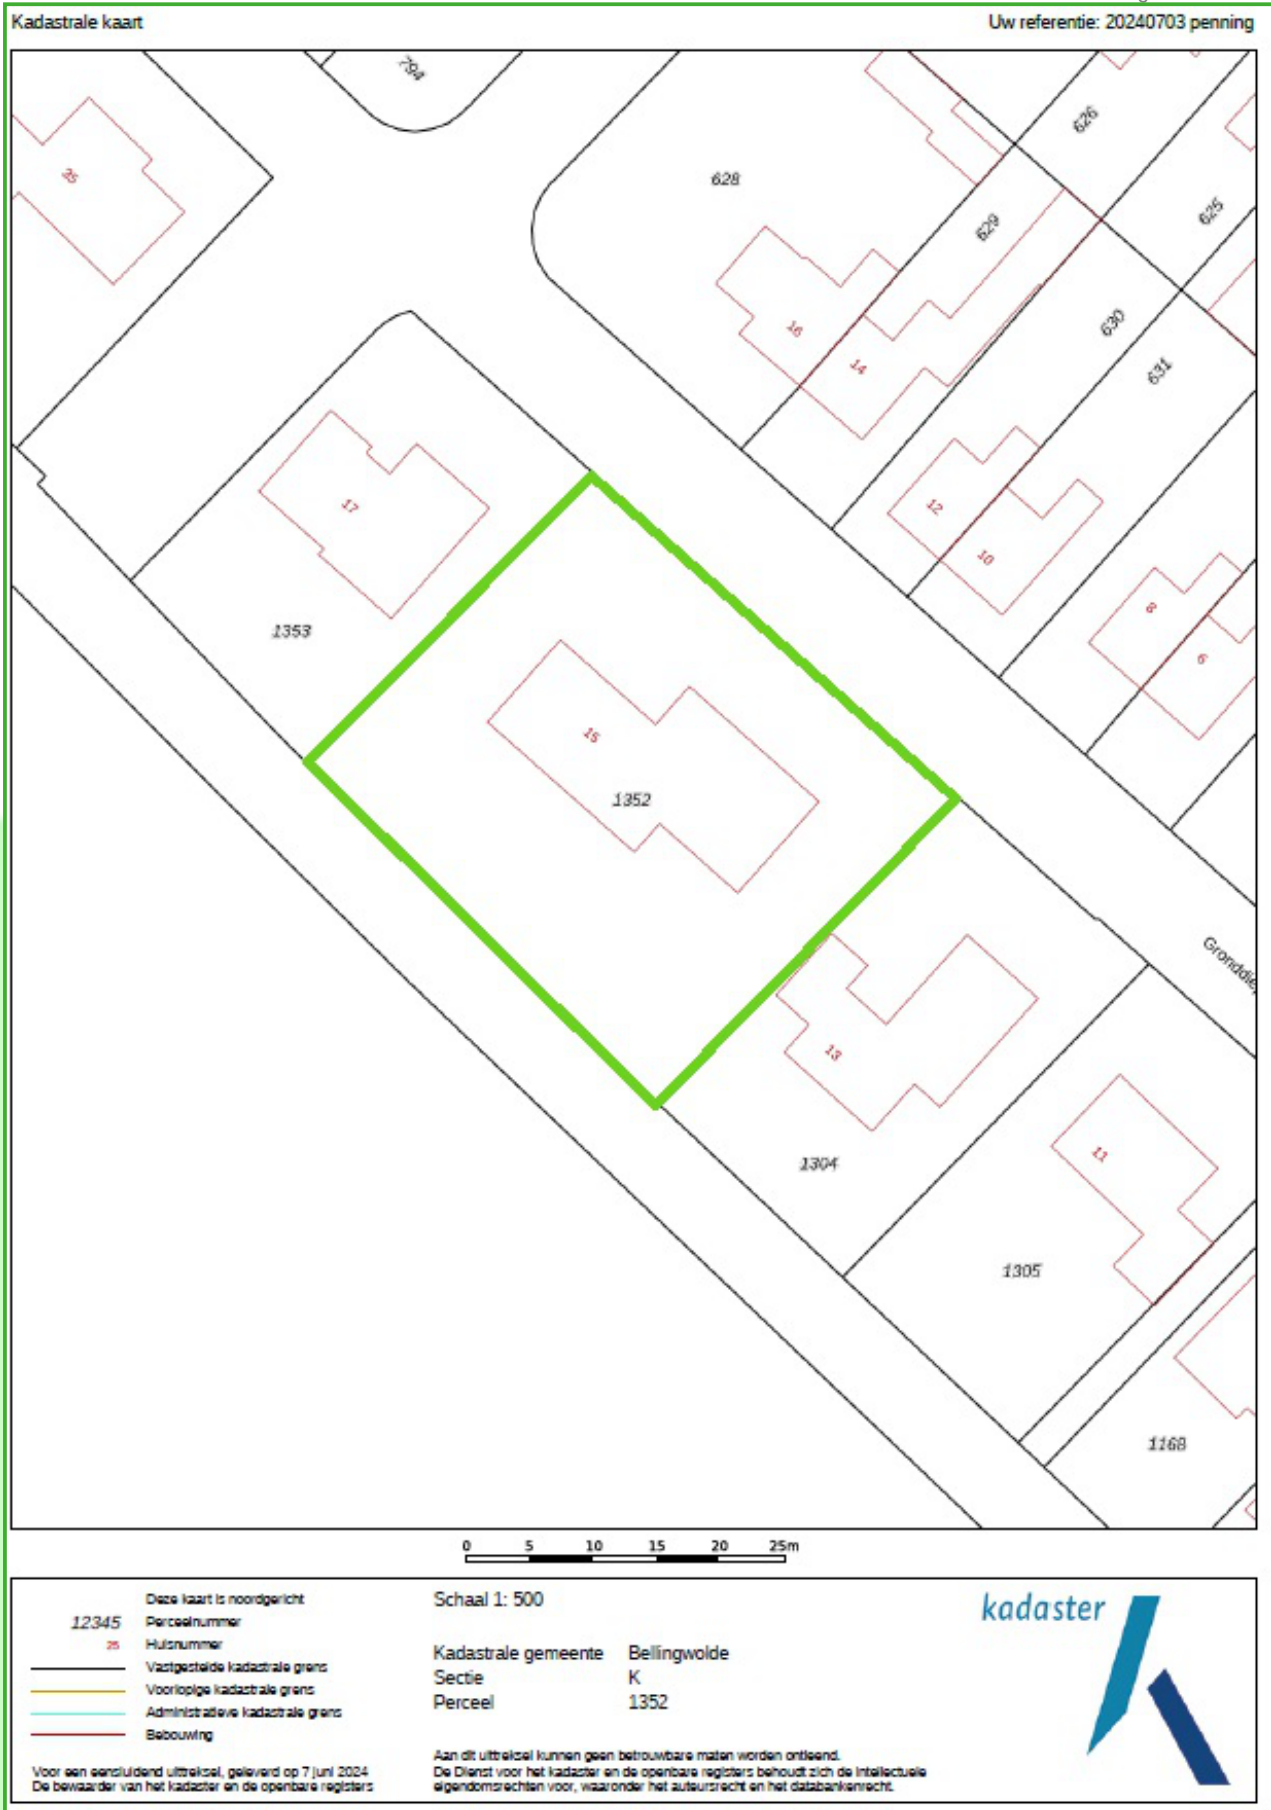 Kadastrale kaart
Uw referentie: 20240703 penning
794
35
628
626
629
625
16
14
630
631
17
12
10
8
6
1353
15
1352
Gronddie
13
1304
11
1305
1168
0 5 10 15 20 25m
Deze kaart is noordgericht
12345 Perceelnummer
25 Huisnummer
Vastgestelde kadastrale grens
Voorlopige kadastrale grens
Administratieve kadastrale grens
Bebouwing
Voor een eensluidend uittreksel, geleverd op 7 juni 2024
De bewaarder van het kadaster en de openbare registers
Schaal 1: 500
Kadastrale gemeente Bellingwolde
Sectie K
Perceel 1352
Aan dit uittreksel kunnen geen betrouwbare maten worden ontleend.
De Dienst voor het kadaster en de openbare registers behoudt zich de intellectuele
eigendomsrechten voor, waaronder het auteursrecht en het databankenrecht.
kadaster